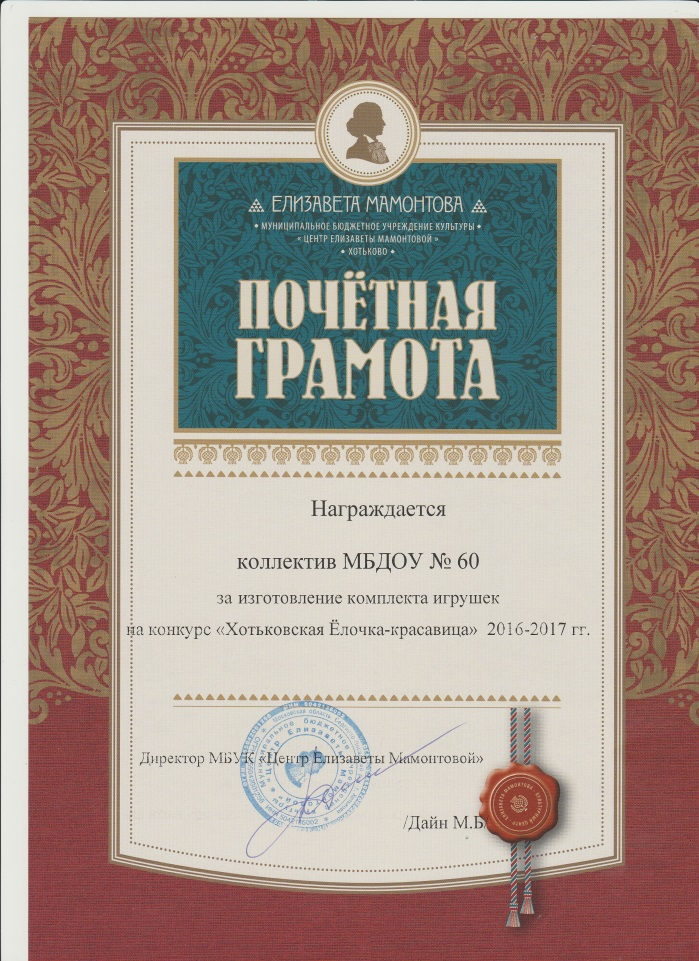 ЕЛИЗАВЕТА МАМОНТОВА
• МУНИЦИПАЛЬНОЕ БЮДЖЕТНОЕ УЧРЕЖДЕНИЕ КУЛЬТУРЫ •
« ЦЕНТР ЕЛИЗАВЕТЫ МАМОНТОВОЙ »
• ХОТЬКОВО •
ПОЧЁТНАЯ
ГРАМОТА
Награждается
коллектив МБДОУ № 60
за изготовление комплекта игрушек
на конкурс «Хотьковская Ёлочка-красавица» 2016-2017 гг.
Директор МБУК «Центр Елизаветы Мамонтовой»
/Дайн М.Б